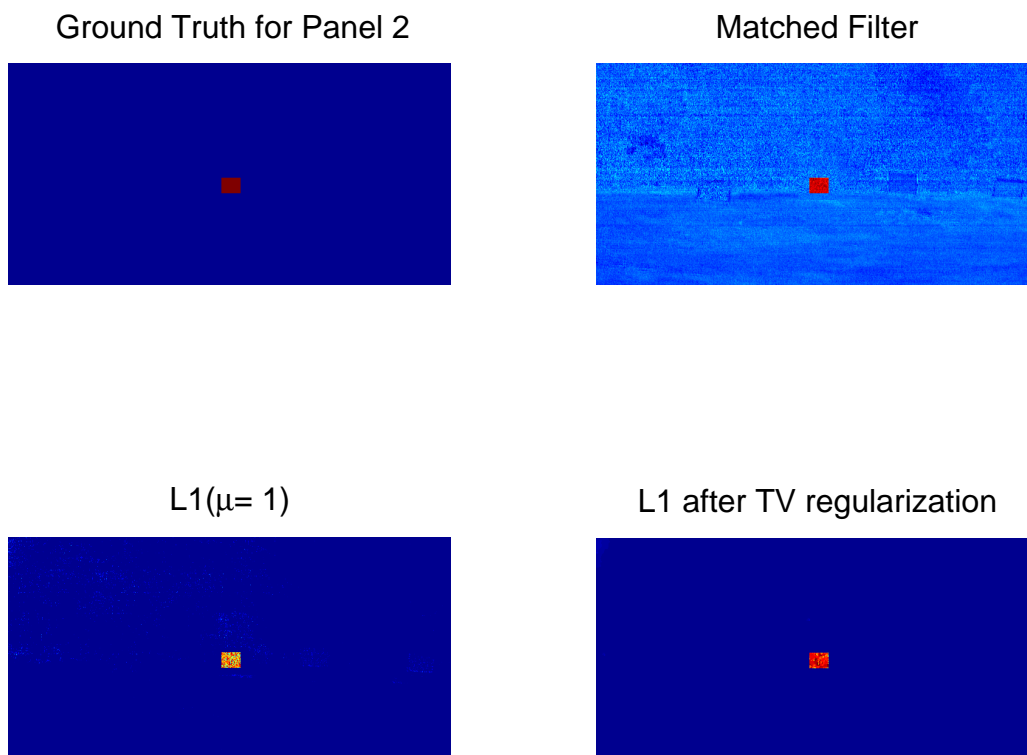 Ground Truth for Panel 2
Matched Filter
L1(μ= 1)
L1 after TV regularization